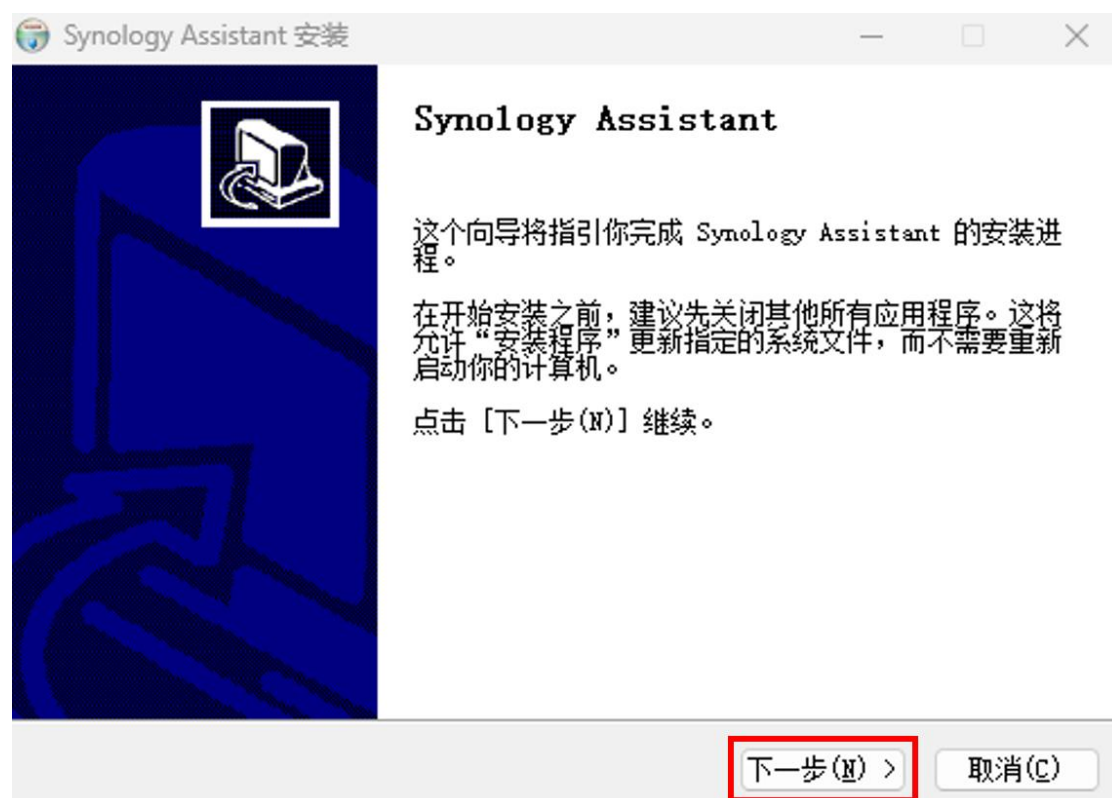 Synology Assistant 安装
Synology Assistant
这个向导将指引你完成 Synology Assistant 的安装进
程。
在开始安装之前，建议先关闭其他所有应用程序。这将
允许“安装程序”更新指定的系统文件，而不需要重新
启动你的计算机。
点击 [下一步(N)] 继续。
下一步(N) >
取消(C)